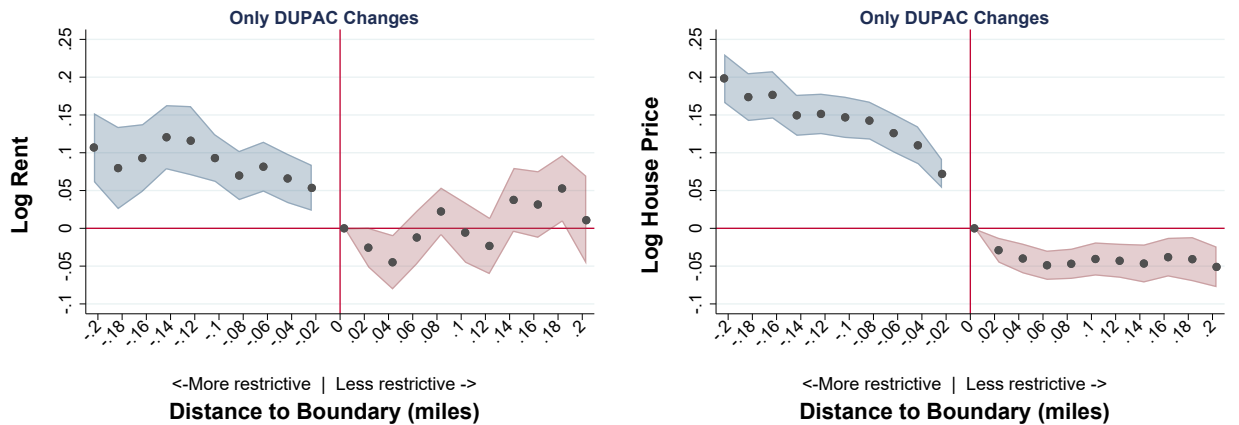 Only DUPAC Changes
Log Rent
.25
.2
.15
.1
.05
0
-.05
-.1
-.2 -.18 -.16 -.14 -.12 -.1 -.08 -.06 -.04 -.02 0 .02 .04 .06 .08 .1 .12 .14 .16 .18 .2
<-More restrictive | Less restrictive ->
Distance to Boundary (miles)
Only DUPAC Changes
Log House Price
.25
.2
.15
.1
.05
0
-.05
-.1
-.2 -.18 -.16 -.14 -.12 -.1 -.08 -.06 -.04 -.02 0 .02 .04 .06 .08 .1 .12 .14 .16 .18 .2
<-More restrictive | Less restrictive ->
Distance to Boundary (miles)